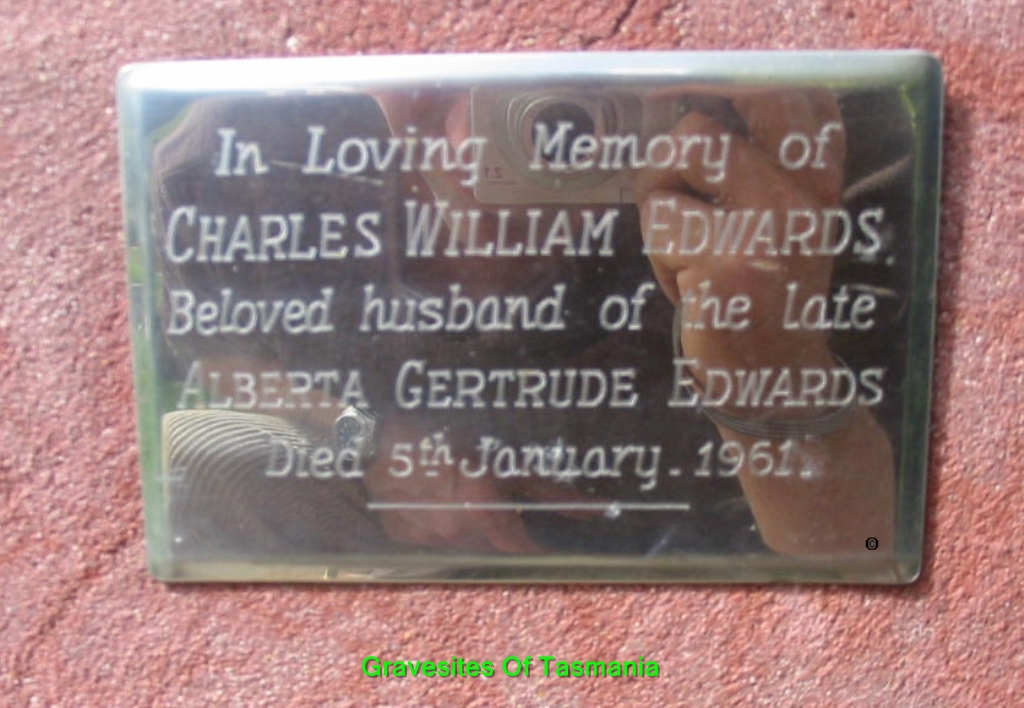 In Loving Memory of
CHARLES WILLIAM EDWARDS.
Beloved husband of the late
ALBERTA GERTRUDE EDWARDS
Died 5th January. 1961.
©
Gravesites Of Tasmania